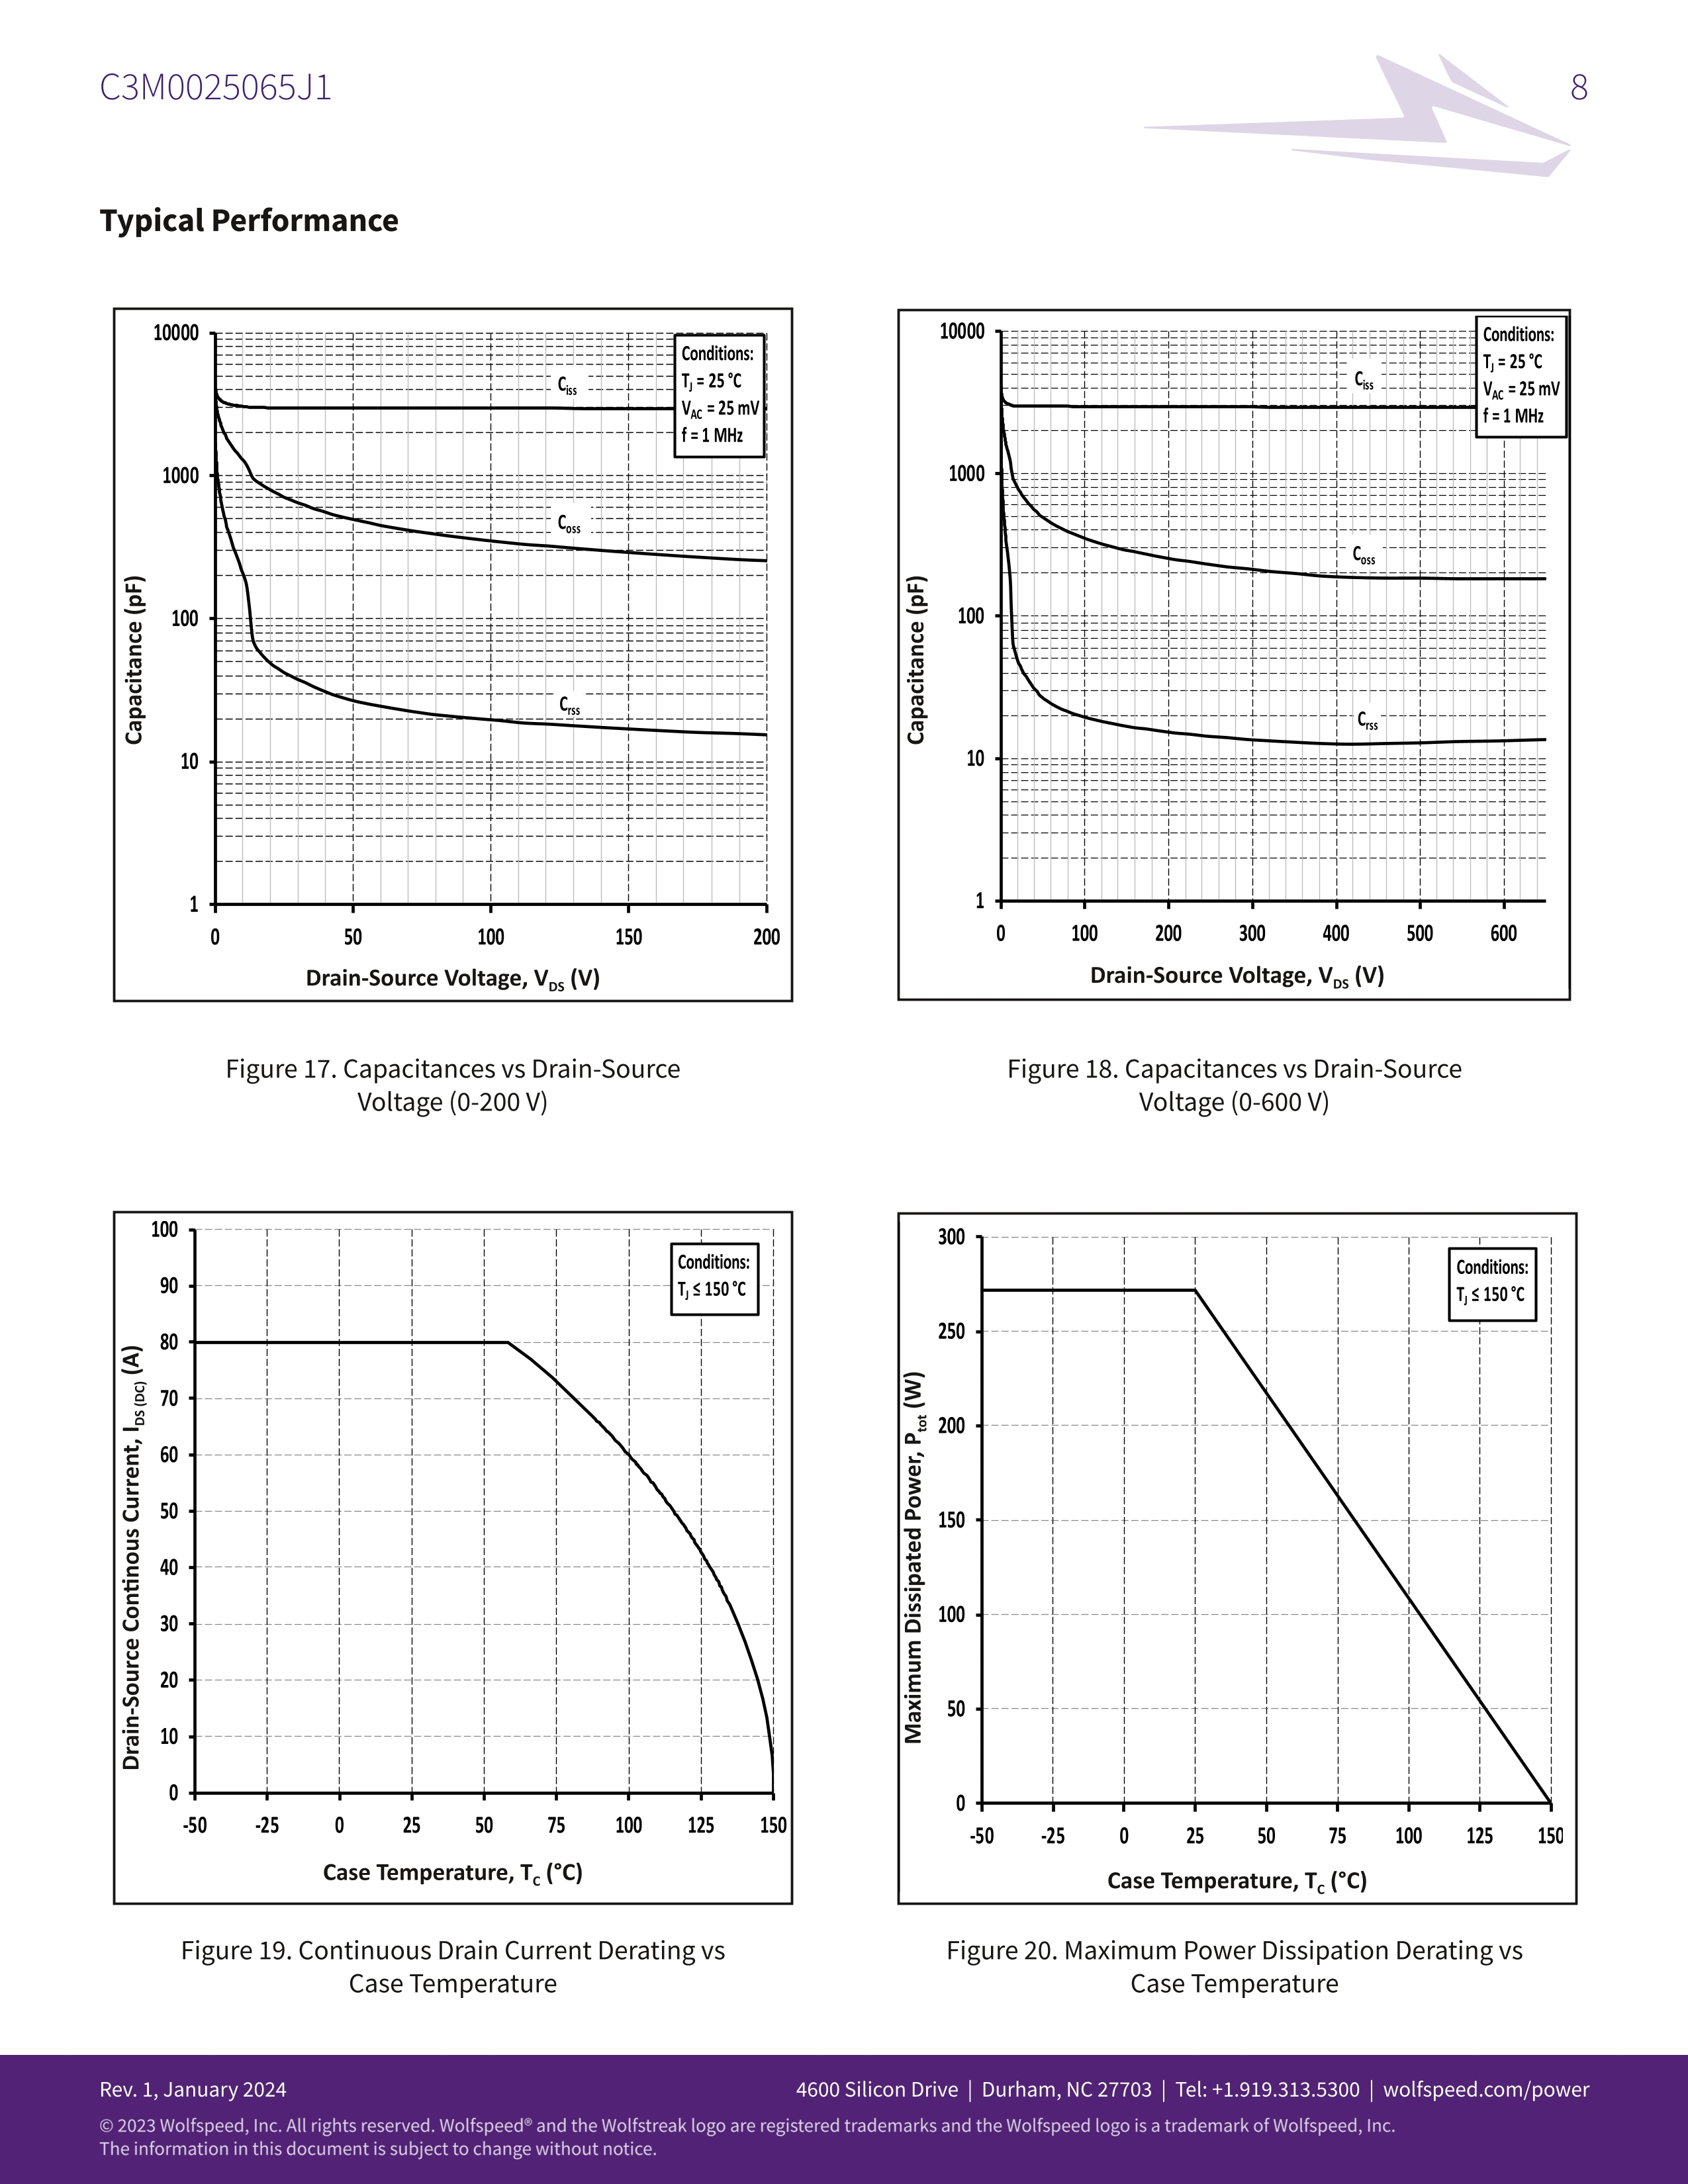 C3M0025065J1
8
Typical Performance
10000
1000
100
10
1
Capacitance (pF)
Ciss
Coss
Crss
Conditions:
TJ = 25 °C
VAC = 25 mV
f = 1 MHz
0 50 100 150 200
Drain-Source Voltage, VDS (V)
Figure 17. Capacitances vs Drain-Source
Voltage (0-200 V)
10000
1000
100
10
1
Capacitance (pF)
Ciss
Coss
Crss
Conditions:
TJ = 25 °C
VAC = 25 mV
f = 1 MHz
0 100 200 300 400 500 600
Drain-Source Voltage, VDS (V)
Figure 18. Capacitances vs Drain-Source
Voltage (0-600 V)
100
90
80
70
60
50
40
30
20
10
0
Drain-Source Continous Current, IDS (DC) (A)
Conditions:
TJ ≤ 150 °C
-50 -25 0 25 50 75 100 125 150
Case Temperature, TC (°C)
Figure 19. Continuous Drain Current Derating vs
Case Temperature
300
250
200
150
100
50
0
Maximum Dissipated Power, Ptot (W)
Conditions:
TJ ≤ 150 °C
-50 -25 0 25 50 75 100 125 150
Case Temperature, TC (°C)
Figure 20. Maximum Power Dissipation Derating vs
Case Temperature
Rev. 1, January 2024
4600 Silicon Drive | Durham, NC 27703 | Tel: +1.919.313.5300 | wolfspeed.com/power
© 2023 Wolfspeed, Inc. All rights reserved. Wolfspeed® and the Wolfstreak logo are registered trademarks and the Wolfspeed logo is a trademark of Wolfspeed, Inc.
The information in this document is subject to change without notice.